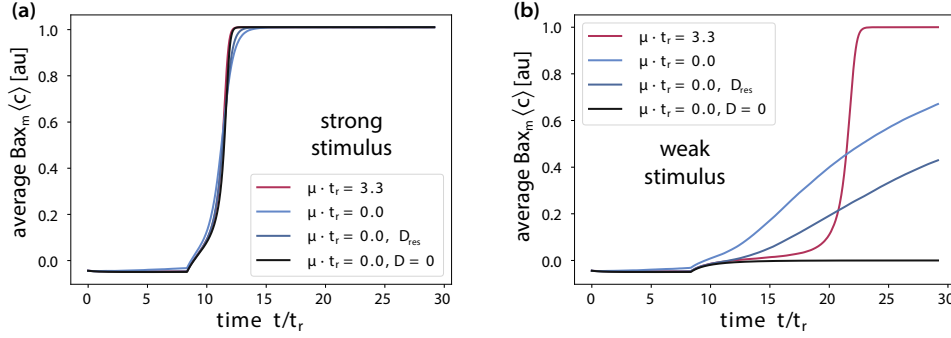 (a)
average Baxₘ ⟨c⟩ [au]
1.0
0.8
0.6
0.4
0.2
0.0
strong
stimulus
μ · tᵣ = 3.3
μ · tᵣ = 0.0
μ · tᵣ = 0.0, D_res
μ · tᵣ = 0.0, D = 0
0
5
10
15
20
25
30
time t/tᵣ
(b)
average Baxₘ ⟨c⟩ [au]
1.0
0.8
0.6
0.4
0.2
0.0
μ · tᵣ = 3.3
μ · tᵣ = 0.0
μ · tᵣ = 0.0, D_res
μ · tᵣ = 0.0, D = 0
weak
stimulus
0
5
10
15
20
25
30
time t/tᵣ